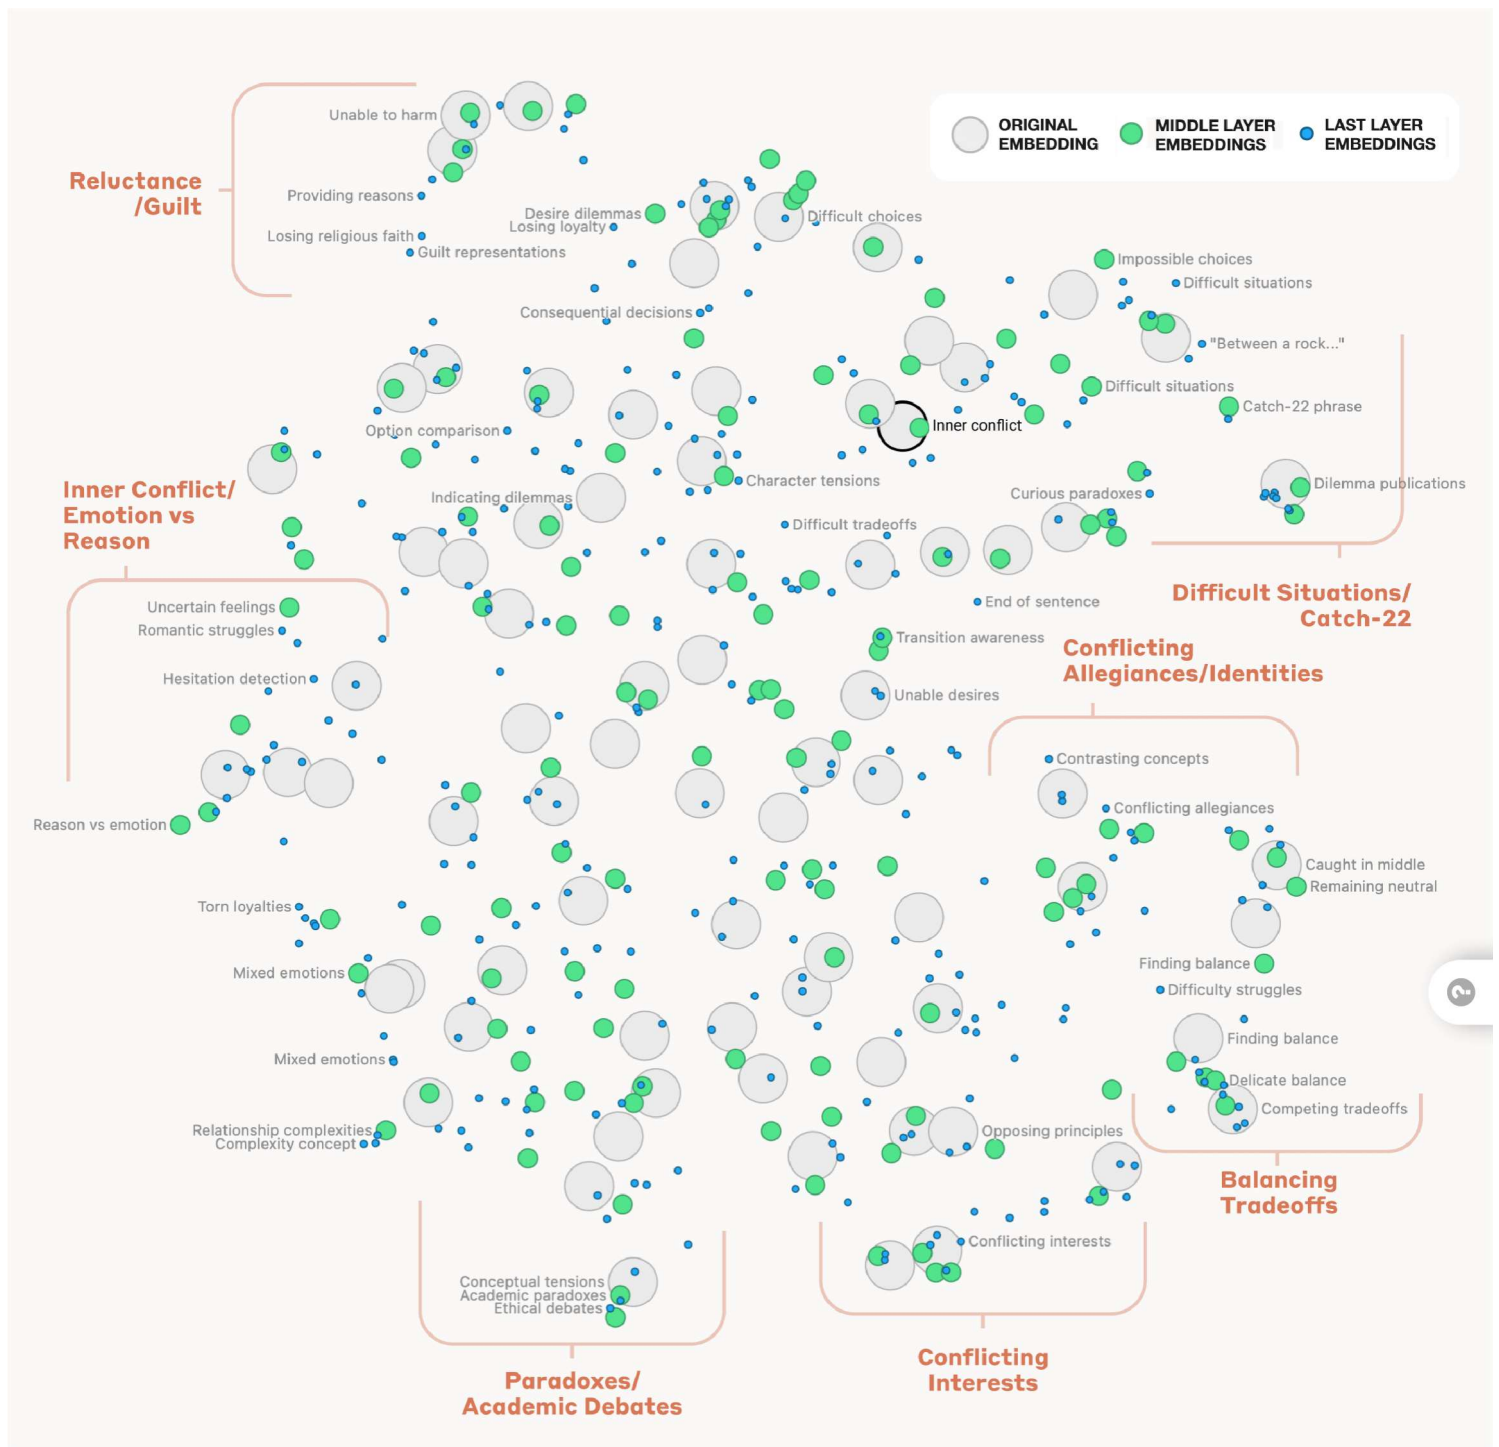 ORIGINAL
EMBEDDING
MIDDLE LAYER
EMBEDDINGS
LAST LAYER
EMBEDDINGS
Unable to harm
Reluctance
/Guilt
Providing reasons
Losing religious faith
Guilt representations
Desire dilemmas
Losing loyalty
Difficult choices
Consequential decisions
Impossible choices
Difficult situations
"Between a rock..."
Difficult situations
Catch-22 phrase
Inner conflict
Option comparison
Character tensions
Curious paradoxes
Dilemma publications
Indicating dilemmas
Inner Conflict/
Emotion vs
Reason
Difficult tradeoffs
Difficult Situations/
Catch-22
End of sentence
Uncertain feelings
Romantic struggles
Transition awareness
Conflicting
Allegiances/Identities
Hesitation detection
Unable desires
Contrasting concepts
Conflicting allegiances
Reason vs emotion
Caught in middle
Remaining neutral
Torn loyalties
Mixed emotions
Finding balance
Difficulty struggles
Finding balance
Mixed emotions
Delicate balance
Competing tradeoffs
Relationship complexities
Complexity concept
Opposing principles
Balancing
Tradeoffs
Conflicting interests
Conceptual tensions
Academic paradoxes
Ethical debates
Conflicting
Interests
Paradoxes/
Academic Debates
?